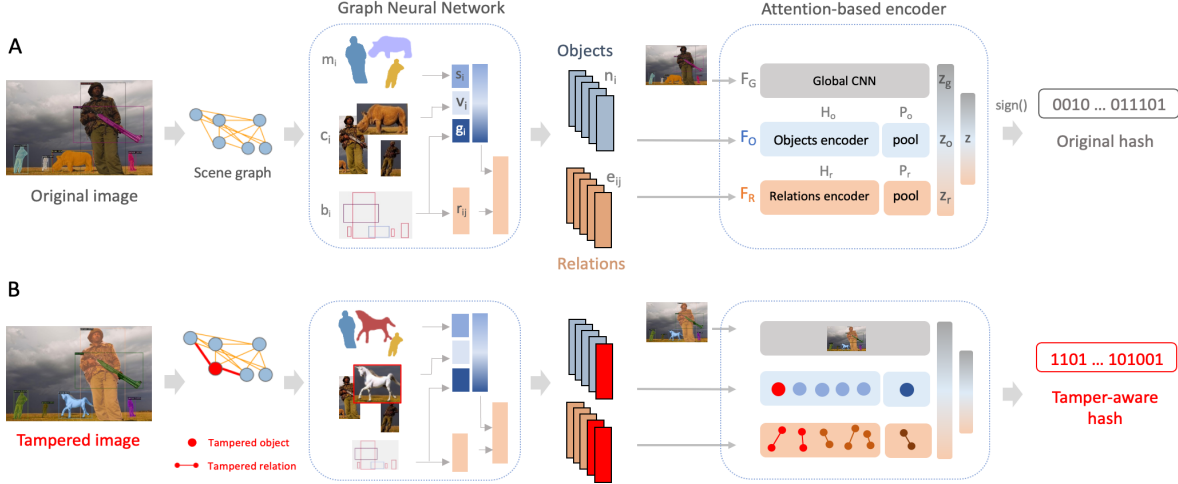 Graph Neural Network
Attention-based encoder
A
Objects
m_i
s_i
v_i
g_i
c_i
b_i
r_ij
n_i
e_ij
Relations
F_G
Global CNN
H_o
P_o
F_O
Objects encoder
pool
H_r
P_r
F_R
Relations encoder
pool
z_g
z_o
z_r
z
sign()
0010 ... 011101
Original hash
Original image
Scene graph
B
Tampered image
Tampered object
Tampered relation
1101 ... 101001
Tamper-aware
hash